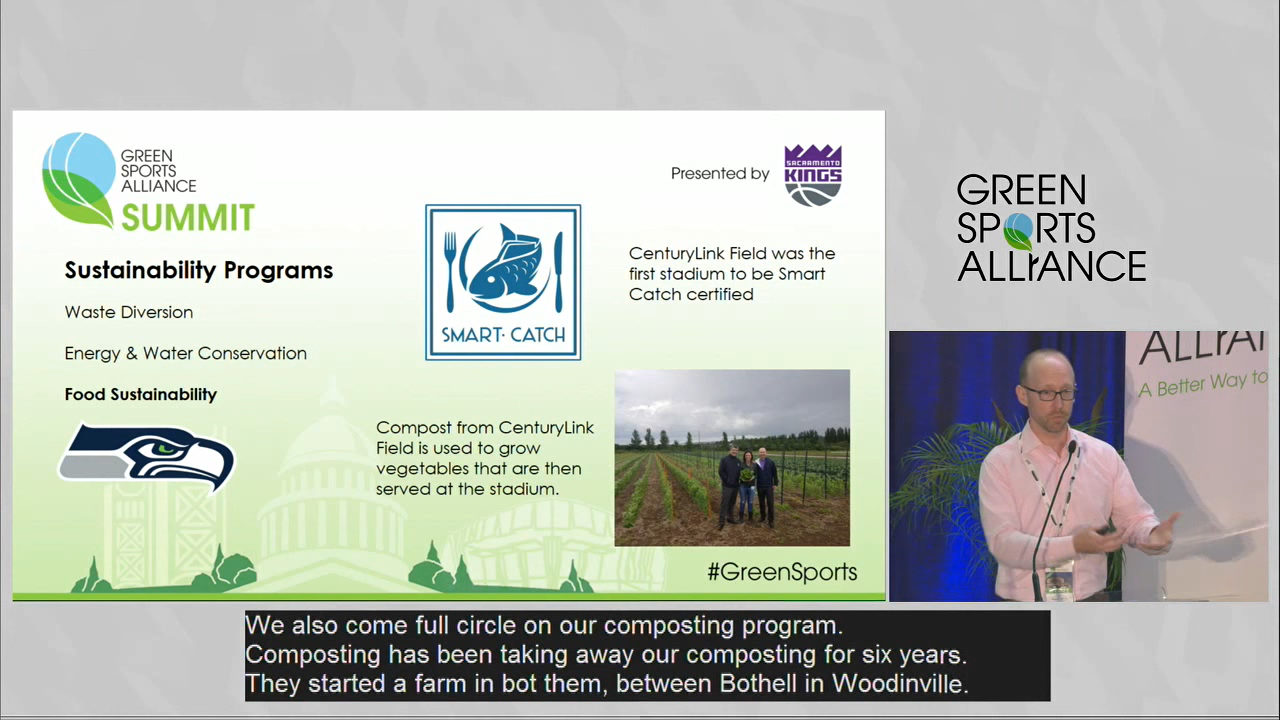 GREEN
SPORTS
ALLIANCE
SUMMIT
Presented by
SACRAMENTO
KINGS
Sustainability Programs
Waste Diversion
Energy & Water Conservation
Food Sustainability
SMART· CATCH
CenturyLink Field was the
first stadium to be Smart
Catch certified
Compost from CenturyLink
Field is used to grow
vegetables that are then
served at the stadium.
#GreenSports
GREEN
SPORTS
ALLIANCE
ALLIA
A Better Way to
We also come full circle on our composting program.
Composting has been taking away our composting for six years.
They started a farm in bot them, between Bothell in Woodinville.